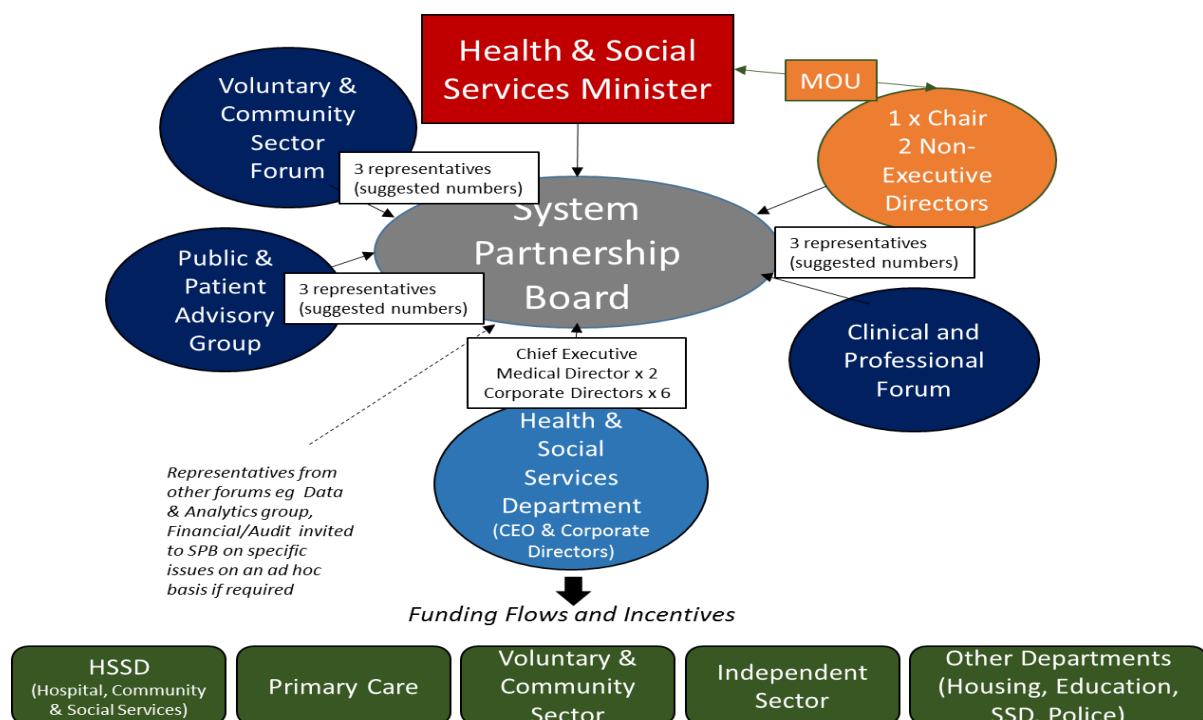 Health & Social
Services Minister
MOU
Voluntary &
Community
Sector
Forum
1 x Chair
2 Non-
Executive
Directors
3 representatives
(suggested numbers)
System
Partnership
Board
3 representatives
(suggested numbers)
Public &
Patient
Advisory
Group
3 representatives
(suggested numbers)
Clinical and
Professional
Forum
Chief Executive
Medical Director x 2
Corporate Directors x 6
Health &
Social
Services
Department
(CEO & Corporate
Directors)
Representatives from
other forums eg  Data
& Analytics group,
Financial/Audit  invited
to SPB on specific
issues on an ad hoc
basis if required
Funding Flows and Incentives
HSSD
(Hospital, Community
& Social Services)
Primary Care
Voluntary &
Community
Sector
Independent
Sector
Other Departments
(Housing, Education,
SSD, Police)